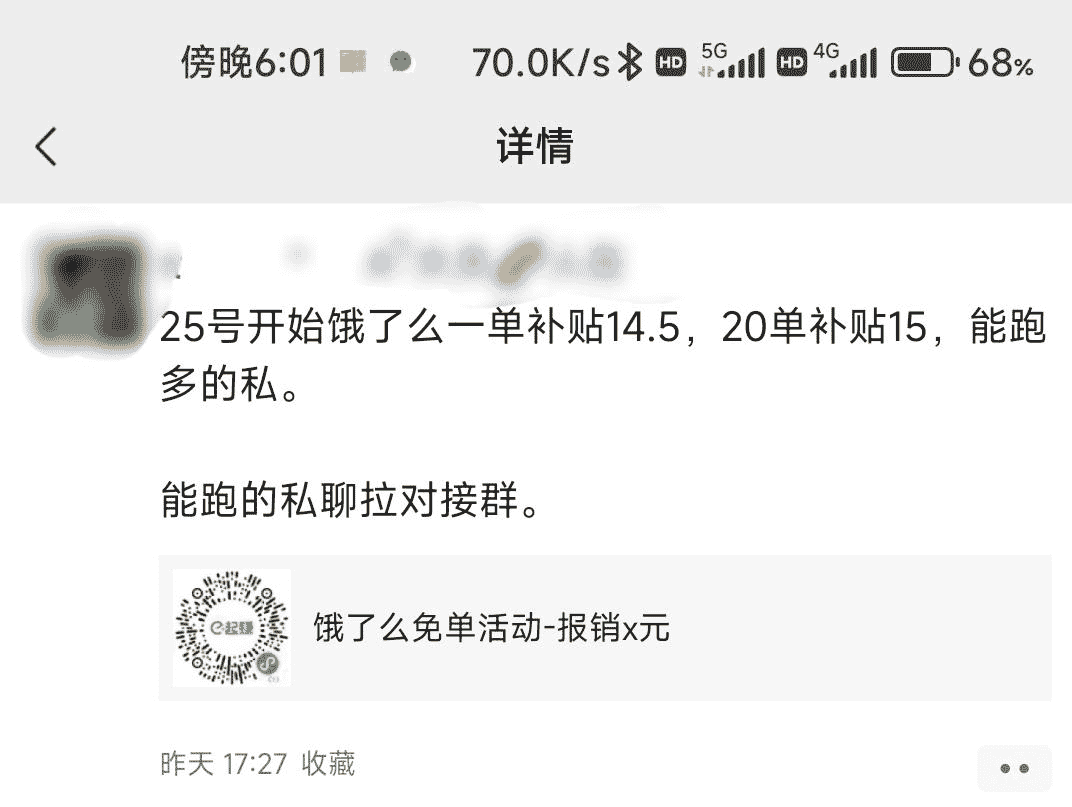 傍晚6:01 70.0K/s HD 5G HD 4G 68%
详情
25号开始饿了么一单补贴14.5，20单补贴15，能跑
多的私。
能跑的私聊拉对接群。
e起赚
饿了么免单活动-报销x元
昨天 17:27 收藏